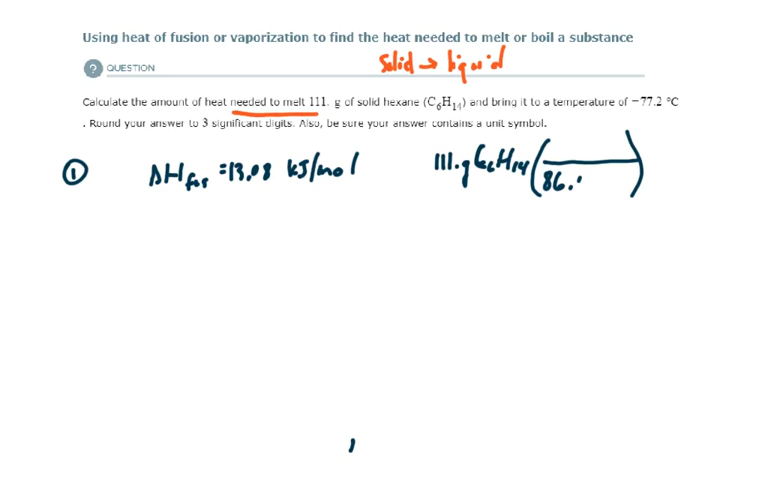 Using heat of fusion or vaporization to find the heat needed to melt or boil a substance
? QUESTION
Solid → liquid
Calculate the amount of heat needed to melt 111. g of solid hexane (C₆H₁₄) and bring it to a temperature of −77.2 °C
. Round your answer to 3 significant digits. Also, be sure your answer contains a unit symbol.
① ΔHfus = 13.08 kJ/mol 111. g C₆H₁₄ ( / 86. )